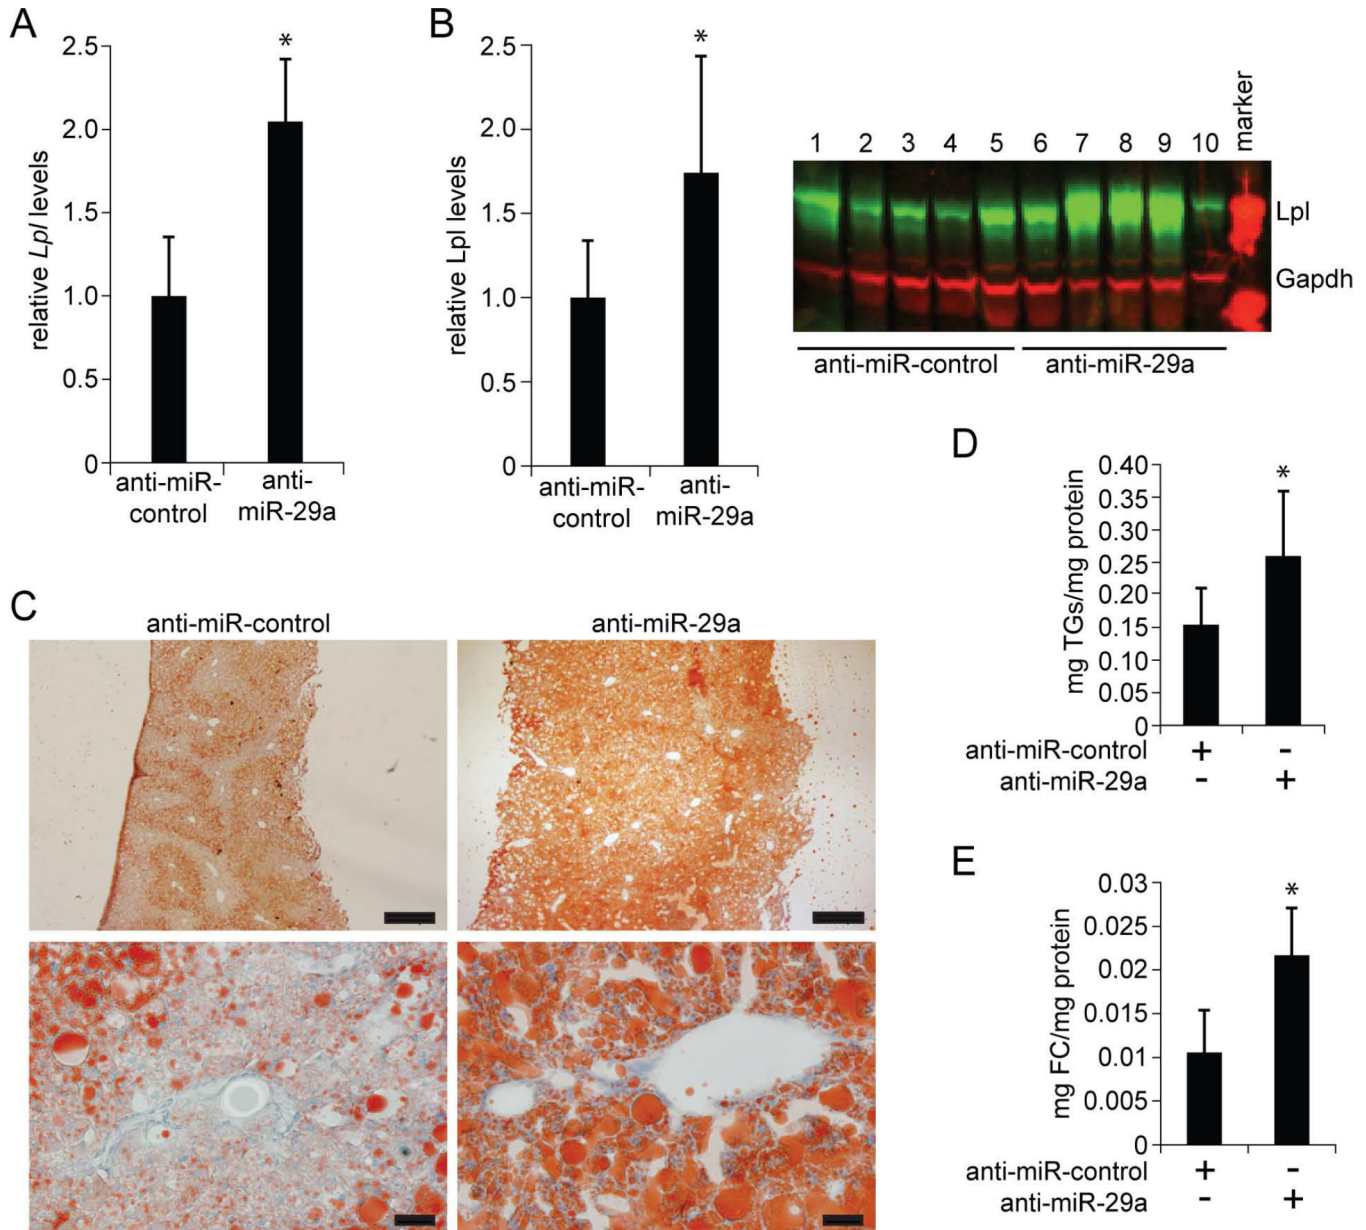 A
relative Lpl levels
2.5
2.0
1.5
1.0
0.5
0
*
anti-miR-
control
anti-
miR-29a
B
relative Lpl levels
2.5
2.0
1.5
1.0
0.5
0
*
anti-miR-
control
anti-
miR-29a
1 2 3 4 5 6 7 8 9 10 marker
Lpl
Gapdh
anti-miR-control anti-miR-29a
C
anti-miR-control anti-miR-29a
D
mg TGs/mg protein
0.40
0.35
0.30
0.25
0.20
0.15
0.10
0.05
0
*
anti-miR-control + -
anti-miR-29a - +
E
mg FC/mg protein
0.03
0.025
0.02
0.015
0.01
0.005
0
*
anti-miR-control + -
anti-miR-29a - +